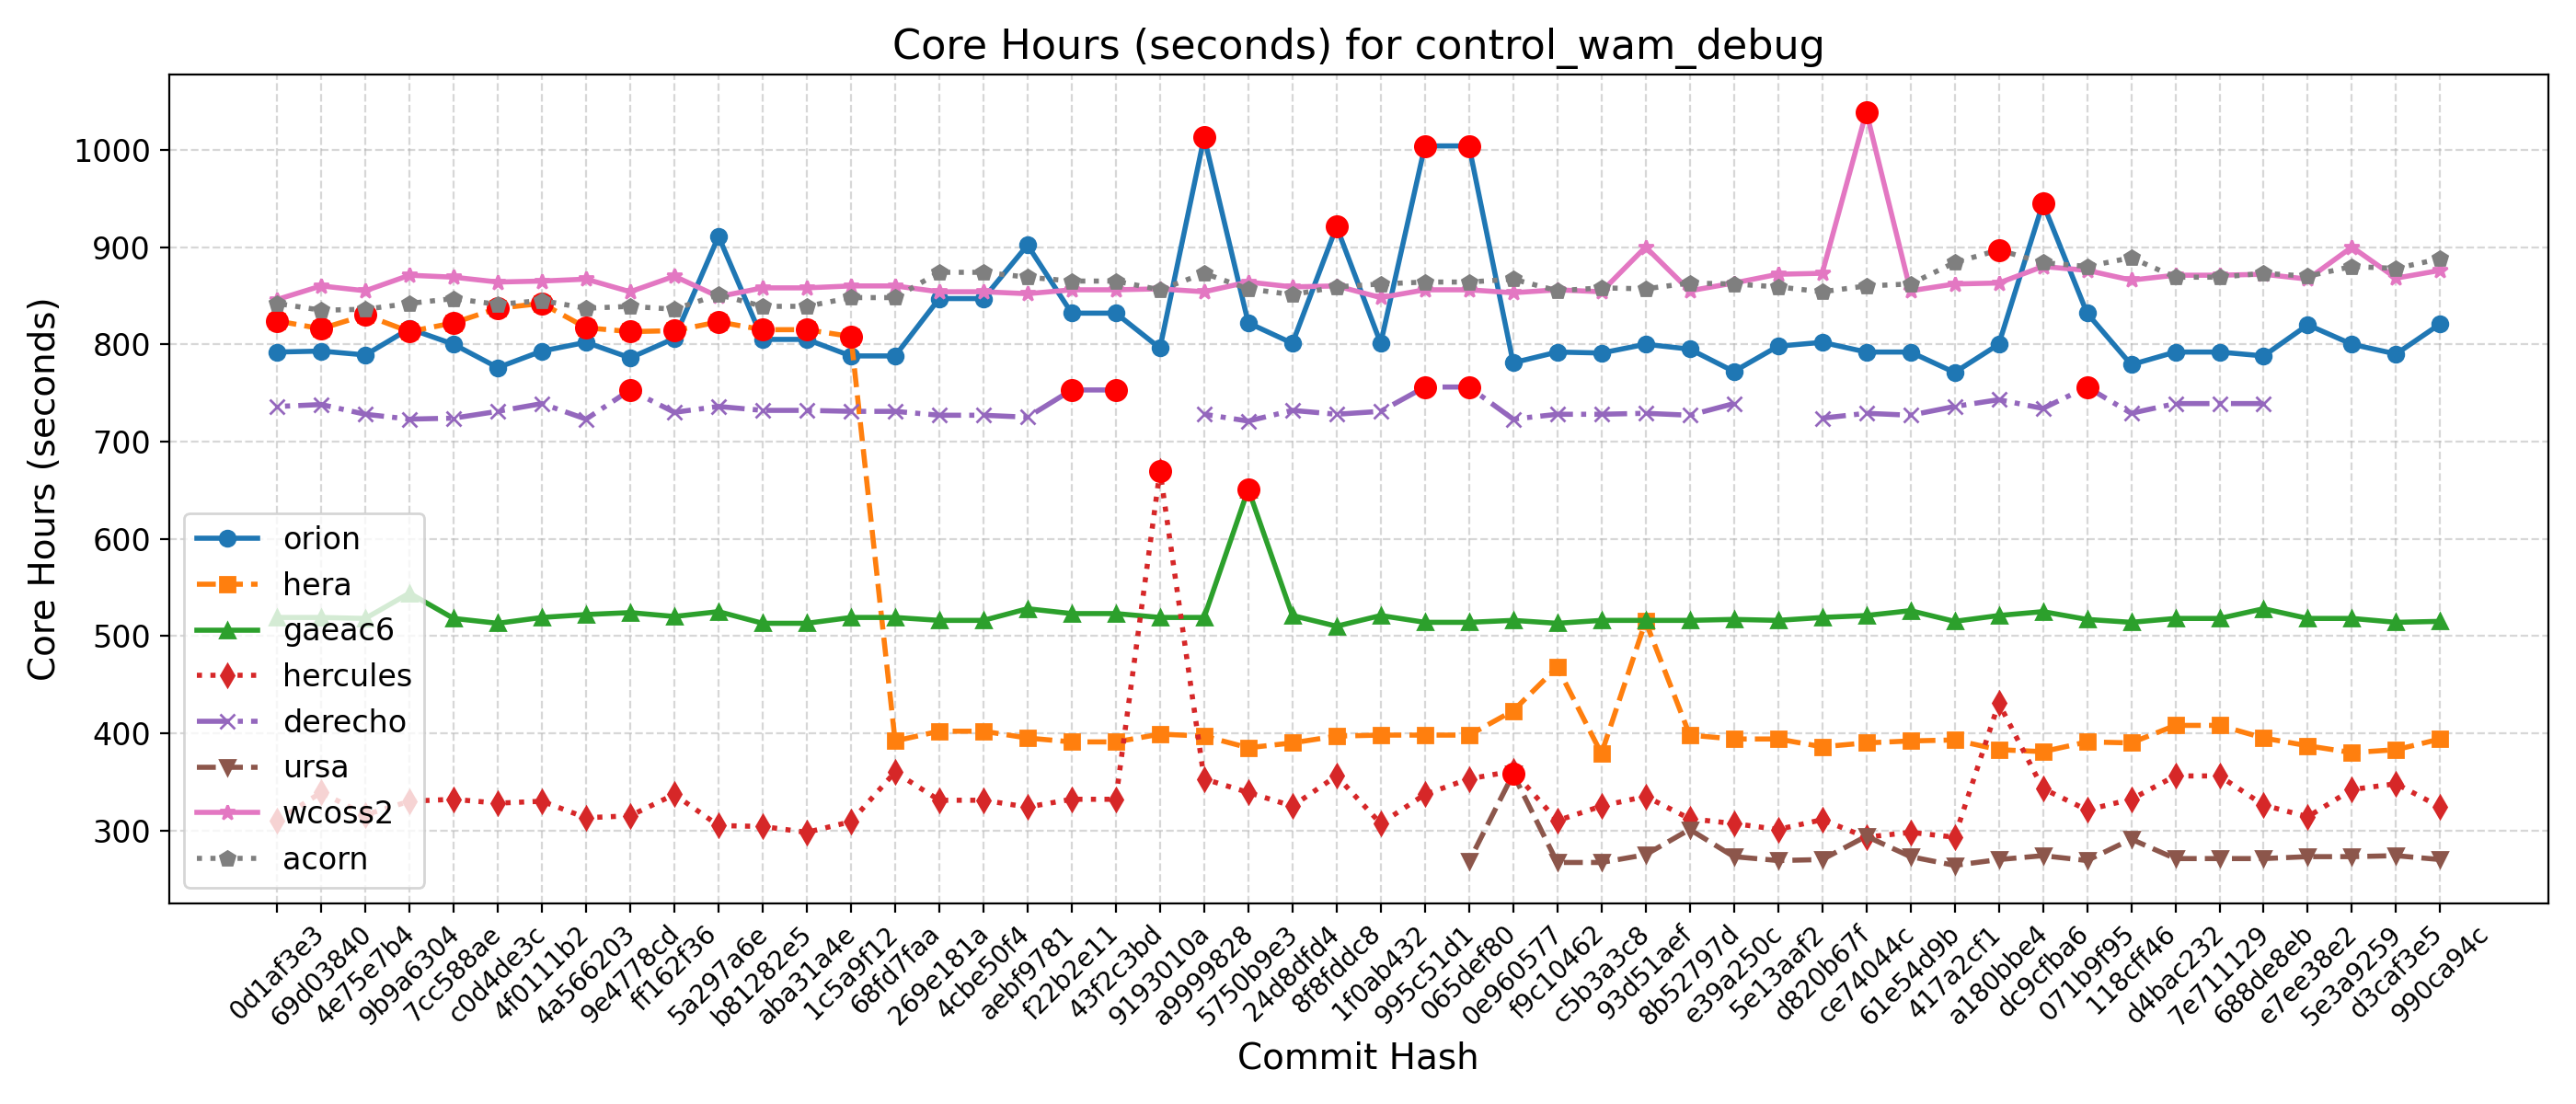 Core Hours (seconds) for control_wam_debug
Core Hours (seconds)
1000
900
800
700
600
500
400
300
orion
hera
gaeac6
hercules
derecho
ursa
wcoss2
acorn
0d1af3e3
69d03840
4e75e7b4
9b9a6304
7cc588ae
c0d4de3c
4f0111b2
4a566203
9e4778cd
ff162f36
5a297a6e
b81282e5
aba31a4e
1c5a9f12
68fd7faa
269e181a
4cbe50f4
aebf9781
f22b2e11
43f2c3bd
9193010a
a9999828
5750b9e3
24d8dfd4
8f8fddc8
1f0ab432
995c51d1
065def80
0e960577
f9c10462
c5b3a3c8
93d51aef
8b52797d
e39a250c
5e13aaf2
d820b67f
ce74044c
61e54d9b
417a2cf1
a180bbe4
dc9cfba6
071b9f95
118cff46
d4bac232
7e711129
688de8eb
e7ee38e2
5e3a9259
d3caf3e5
990ca94c
Commit Hash